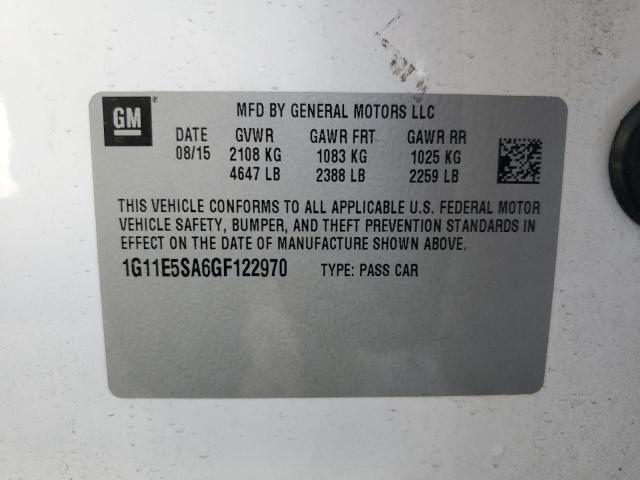 GM ®
MFD BY GENERAL MOTORS LLC
DATE GVWR GAWR FRT GAWR RR
08/15 2108 KG 1083 KG 1025 KG
4647 LB 2388 LB 2259 LB
THIS VEHICLE CONFORMS TO ALL APPLICABLE U.S. FEDERAL MOTOR
VEHICLE SAFETY, BUMPER, AND THEFT PREVENTION STANDARDS IN
EFFECT ON THE DATE OF MANUFACTURE SHOWN ABOVE.
1G11E5SA6GF122970 TYPE: PASS CAR